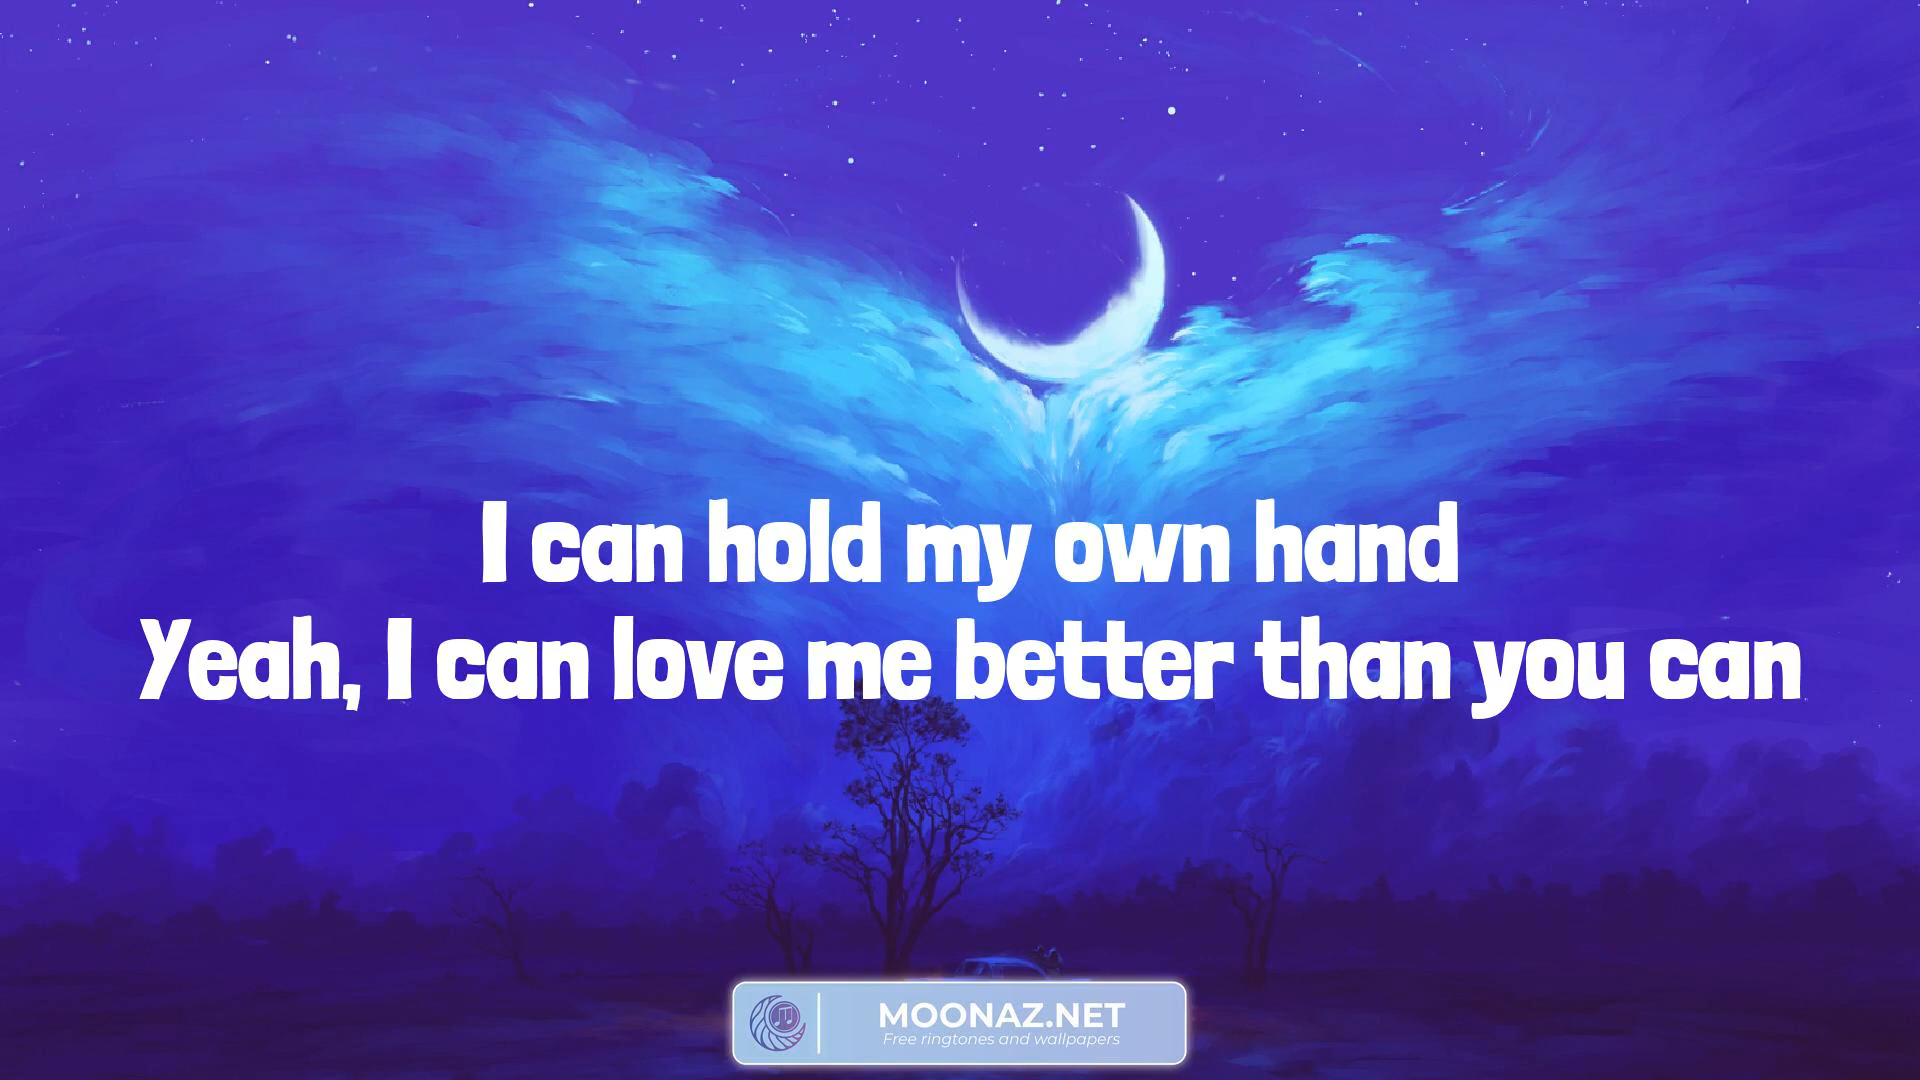 I can hold my own hand
Yeah, I can love me better than you can
MOONAZ.NET
Free ringtones and wallpapers